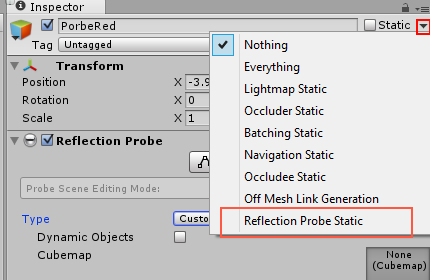 Inspector
PorbeRed
Static
Tag Untagged
Nothing
Everything
Lightmap Static
Occluder Static
Batching Static
Navigation Static
Occludee Static
Off Mesh Link Generation
Reflection Probe Static
Transform
Position X -3.9
Rotation X 0
Scale X 1
Reflection Probe
Probe Scene Editing Mode:
Type Custo
Dynamic Objects
Cubemap
None
(Cubemap)